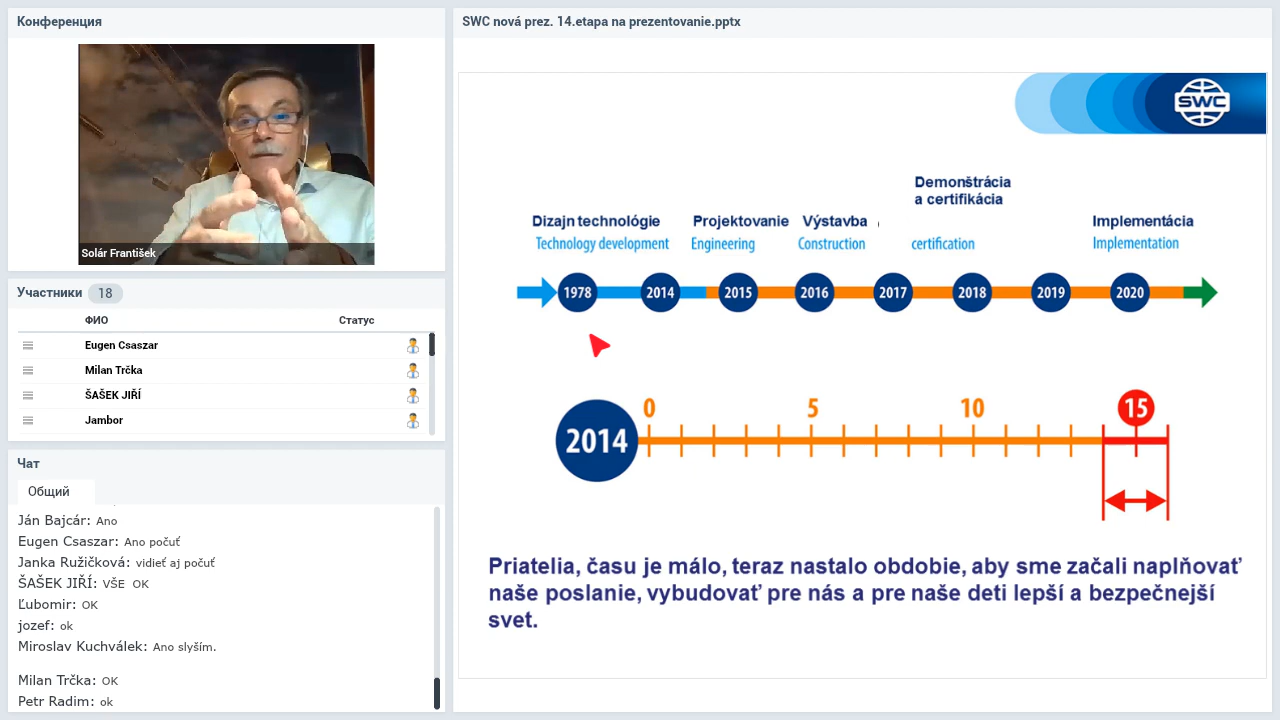 Конференция
Solár František
Участники 18
ФИО Статус
Eugen Csaszar
Milan Trčka
ŠAŠEK JIŘÍ
Jambor
Чат
Общий
Ján Bajcár: Ano
Eugen Csaszar: Ano počuť
Janka Ružičková: vidieť aj počuť
ŠAŠEK JIŘÍ: VŠE OK
Ľubomir: OK
jozef: ok
Miroslav Kuchválek: Ano slyším.
Milan Trčka: OK
Petr Radim: ok
SWC nová prez. 14.etapa na prezentovanie.pptx
SWC
Demonštrácia
a certifikácia
Dizajn technológie Projektovanie Výstavba Implementácia
Technology development Engineering Construction certification Implementation
1978 2014 2015 2016 2017 2018 2019 2020
0 5 10 15
2014
Priatelia, času je málo, teraz nastalo obdobie, aby sme začali naplňovať
naše poslanie, vybudovať pre nás a pre naše deti lepší a bezpečnejší
svet.